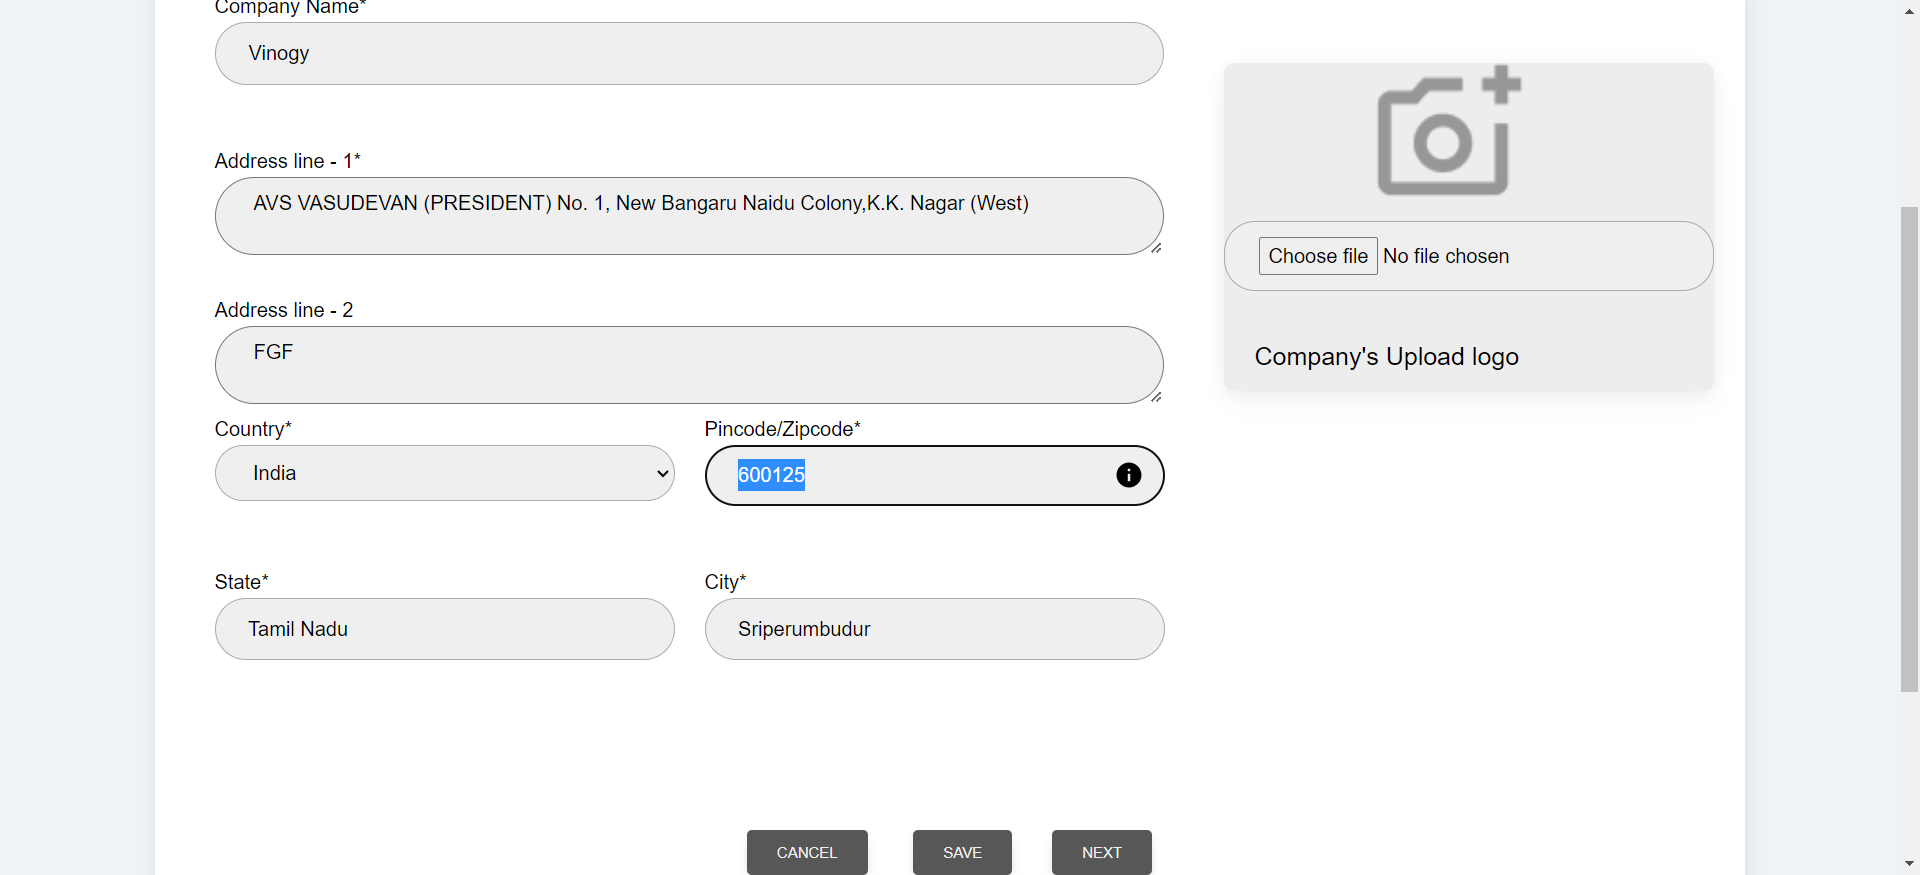 Company Name*
Vinogy
Address line - 1*
AVS VASUDEVAN (PRESIDENT) No. 1, New Bangaru Naidu Colony,K.K. Nagar (West)
Address line - 2
FGF
Country*
Pincode/Zipcode*
India
600125
State*
City*
Tamil Nadu
Sriperumbudur
Choose file No file chosen
Company's Upload logo
CANCEL
SAVE
NEXT